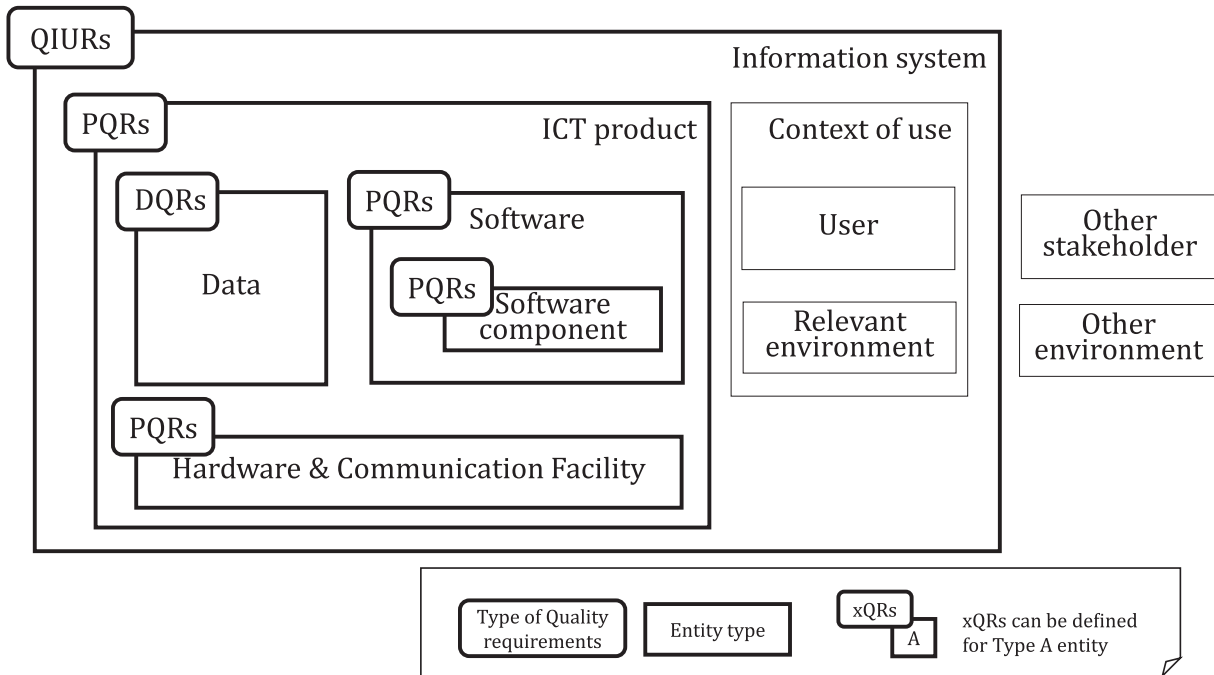 QIURs
Information system
PQRs
ICT product
Context of use
DQRs
PQRs
Data
Software
PQRs
Software
component
User
Relevant
environment
Other
stakeholder
Other
environment
PQRs
Hardware & Communication Facility
Type of Quality
requirements
Entity type
xQRs
A
xQRs can be defined
for Type A entity